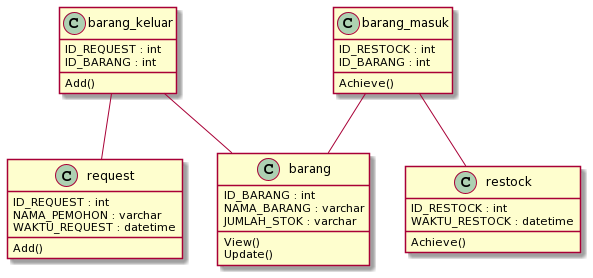 C barang_keluar
ID_REQUEST : int
ID_BARANG : int
Add()
C barang_masuk
ID_RESTOCK : int
ID_BARANG : int
Achieve()
C request
ID_REQUEST : int
NAMA_PEMOHON : varchar
WAKTU_REQUEST : datetime
Add()
C barang
ID_BARANG : int
NAMA_BARANG : varchar
JUMLAH_STOK : varchar
View()
Update()
C restock
ID_RESTOCK : int
WAKTU_RESTOCK : datetime
Achieve()